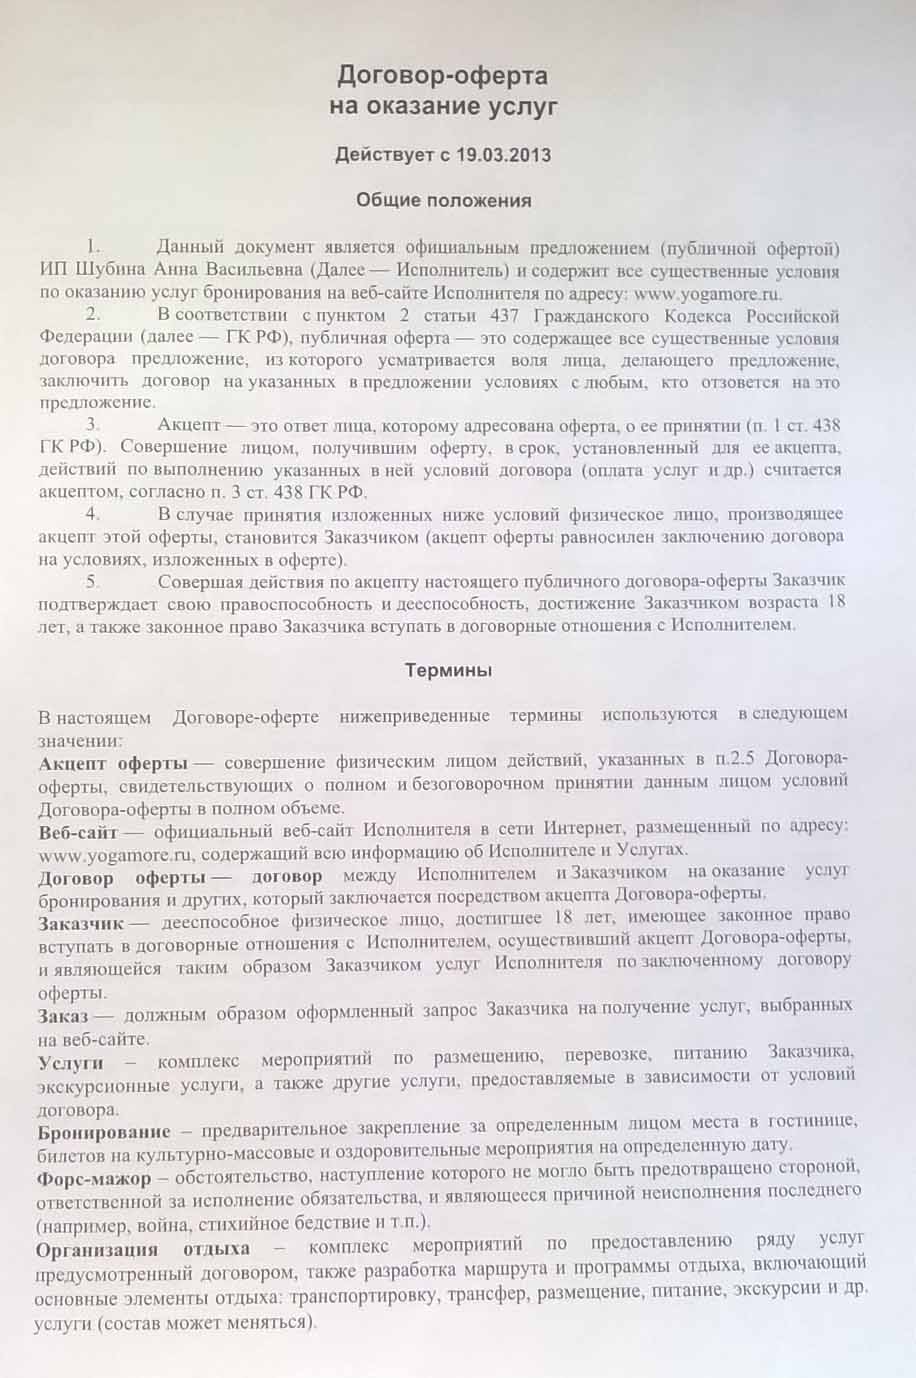 Договор-оферта
на оказание услуг
Действует с 19.03.2013
Общие положения
1. Данный документ является официальным предложением (публичной офертой)
ИП Шубина Анна Васильевна (Далее — Исполнитель) и содержит все существенные условия
по оказанию услуг бронирования на веб-сайте Исполнителя по адресу: www.yogamore.ru.
2. В соответствии с пунктом 2 статьи 437 Гражданского Кодекса Российской
Федерации (далее — ГК РФ), публичная оферта — это содержащее все существенные условия
договора предложение, из которого усматривается воля лица, делающего предложение,
заключить договор на указанных в предложении условиях с любым, кто отзовется на это
предложение.
3. Акцепт — это ответ лица, которому адресована оферта, о ее принятии (п. 1 ст. 438
ГК РФ). Совершение лицом, получившим оферту, в срок, установленный для ее акцепта,
действий по выполнению указанных в ней условий договора (оплата услуг и др.) считается
акцептом, согласно п. 3 ст. 438 ГК РФ.
4. В случае принятия изложенных ниже условий физическое лицо, производящее
акцепт этой оферты, становится Заказчиком (акцепт оферты равносилен заключению договора
на условиях, изложенных в оферте).
5. Совершая действия по акцепту настоящего публичного договора-оферты Заказчик
подтверждает свою правоспособность и дееспособность, достижение Заказчиком возраста 18
лет, а также законное право Заказчика вступать в договорные отношения с Исполнителем.
Термины
В настоящем Договоре-оферте нижеприведенные термины используются в следующем
значении:
Акцепт оферты — совершение физическим лицом действий, указанных в п.2.5 Договора-
оферты, свидетельствующих о полном и безоговорочном принятии данным лицом условий
Договора-оферты в полном объеме.
Веб-сайт — официальный веб-сайт Исполнителя в сети Интернет, размещенный по адресу:
www.yogamore.ru, содержащий всю информацию об Исполнителе и Услугах.
Договор оферты — договор между Исполнителем и Заказчиком на оказание услуг
бронирования и других, который заключается посредством акцепта Договора-оферты.
Заказчик — дееспособное физическое лицо, достигшее 18 лет, имеющее законное право
вступать в договорные отношения с Исполнителем, осуществивший акцепт Договора-оферты,
и являющейся таким образом Заказчиком услуг Исполнителя по заключенному договору
оферты.
Заказ — должным образом оформленный запрос Заказчика на получение услуг, выбранных
на веб-сайте.
Услуги – комплекс мероприятий по размещению, перевозке, питанию Заказчика,
экскурсионные услуги, а также другие услуги, предоставляемые в зависимости от условий
договора.
Бронирование – предварительное закрепление за определенным лицом места в гостинице,
билетов на культурно-массовые и оздоровительные мероприятия на определенную дату.
Форс-мажор – обстоятельство, наступление которого не могло быть предотвращено стороной,
ответственной за исполнение обязательства, и являющееся причиной неисполнения последнего
(например, война, стихийное бедствие и т.п.).
Организация отдыха – комплекс мероприятий по предоставлению ряду услуг
предусмотренный договором, также разработка маршрута и программы отдыха, включающий
основные элементы отдыха: транспортировку, трансфер, размещение, питание, экскурсии и др.
услуги (состав может меняться).